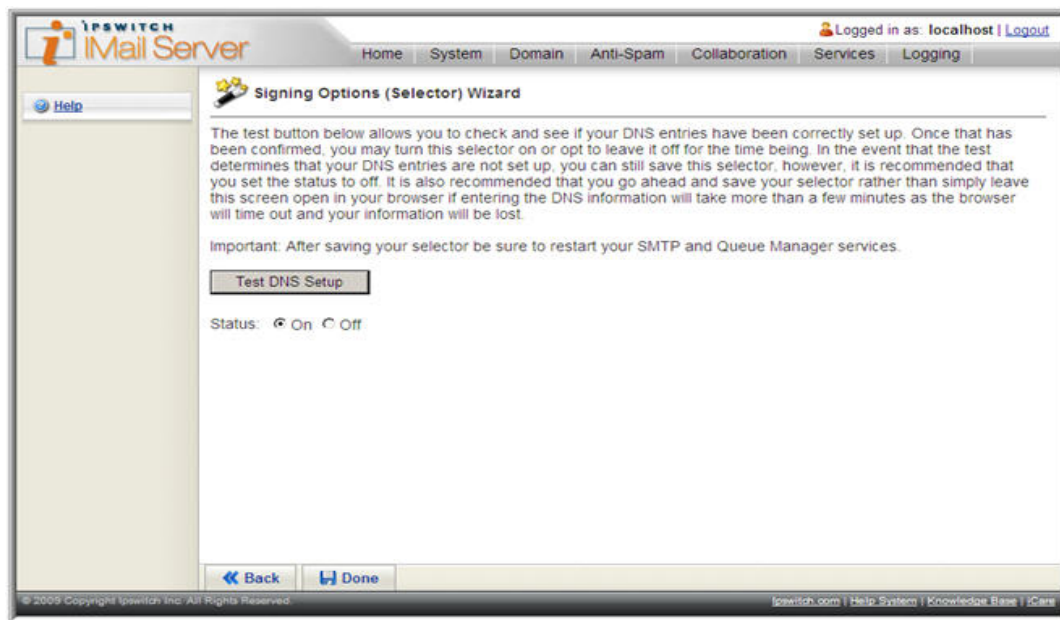 IPSWITCH
IMail Server
Logged in as: localhost | Logout
Home System Domain Anti-Spam Collaboration Services Logging
Help
Signing Options (Selector) Wizard
The test button below allows you to check and see if your DNS entries have been correctly set up. Once that has
been confirmed, you may turn this selector on or opt to leave it off for the time being. In the event that the test
determines that your DNS entries are not set up, you can still save this selector, however, it is recommended that
you set the status to off. It is also recommended that you go ahead and save your selector rather than simply leave
this screen open in your browser if entering the DNS information will take more than a few minutes as the browser
will time out and your information will be lost.
Important: After saving your selector be sure to restart your SMTP and Queue Manager services.
Test DNS Setup
Status: On Off
Back Done
© 2009 Copyright Ipswitch Inc. All Rights Reserved.
Ipswitch.com | Help System | Knowledge Base | iCare